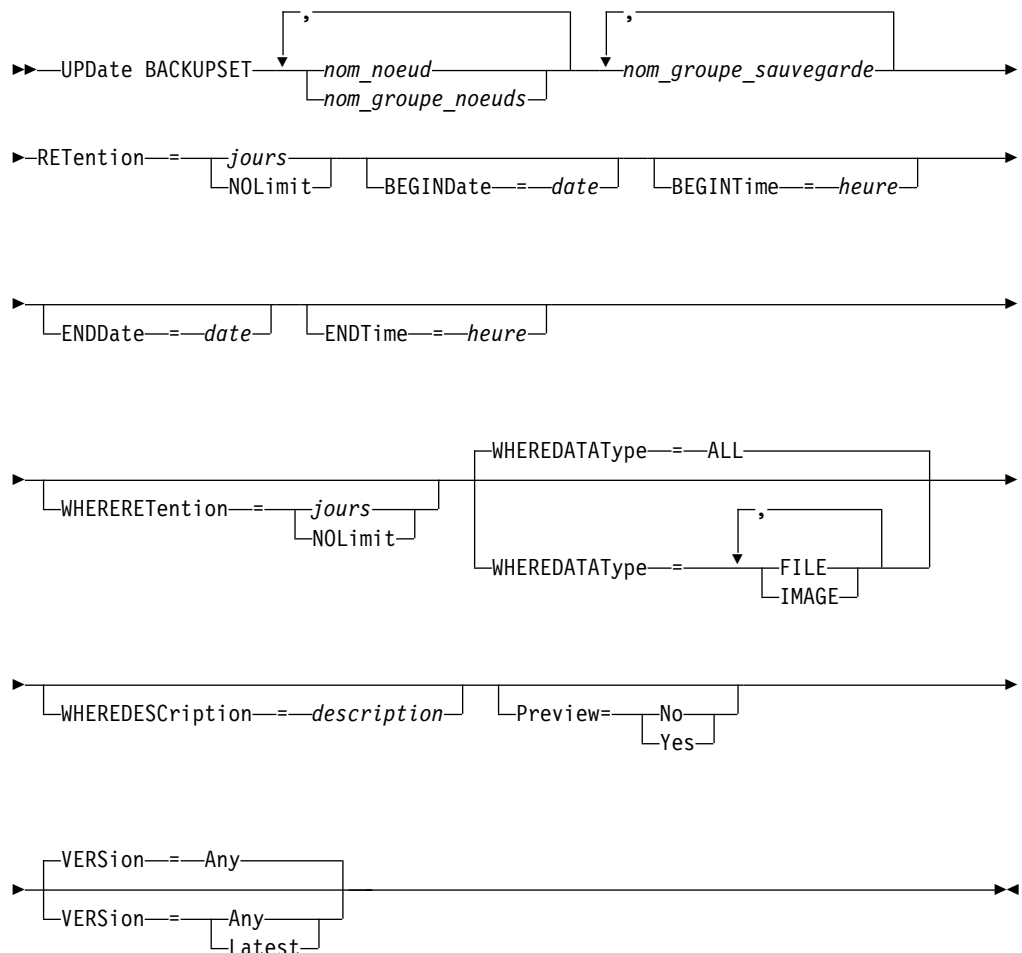 , ,
UPDate BACKUPSET nom_noeud nom_groupe_sauvegarde
nom_groupe_noeuds
RETention = jours
NOLimit BEGINDate = date BEGINTime = heure
ENDDate = date ENDTime = heure
WHEREDATAType = ALL
WHERERETention = jours ,
NOLimit
WHEREDATAType = FILE
IMAGE
WHEREDESCription = description Preview= No
Yes
VERSion = Any
VERSion = Any
Latest